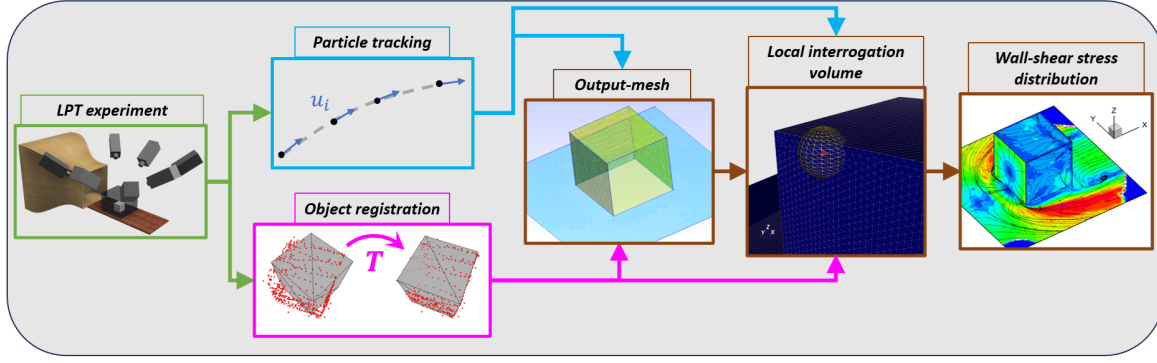 LPT experiment
Particle tracking
u_i
Object registration
T
Output-mesh
Local interrogation
volume
Z
Y X
Wall-shear stress
distribution
Z
Y
X